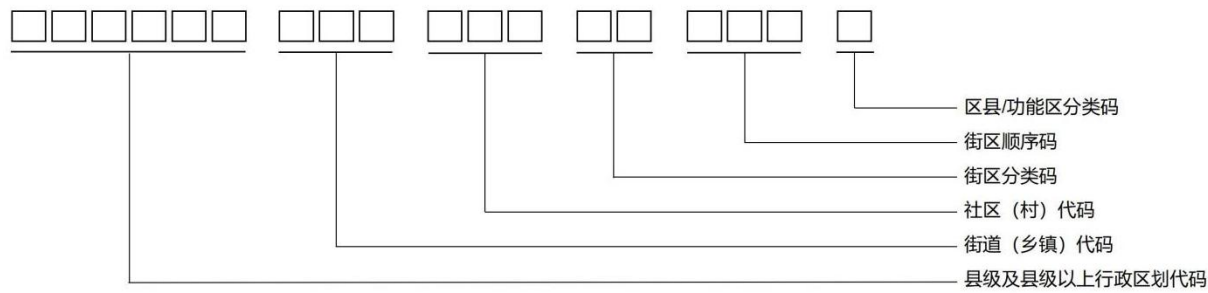 区县/功能区分类码
街区顺序码
街区分类码
社区（村）代码
街道（乡镇）代码
县级及县级以上行政区划代码